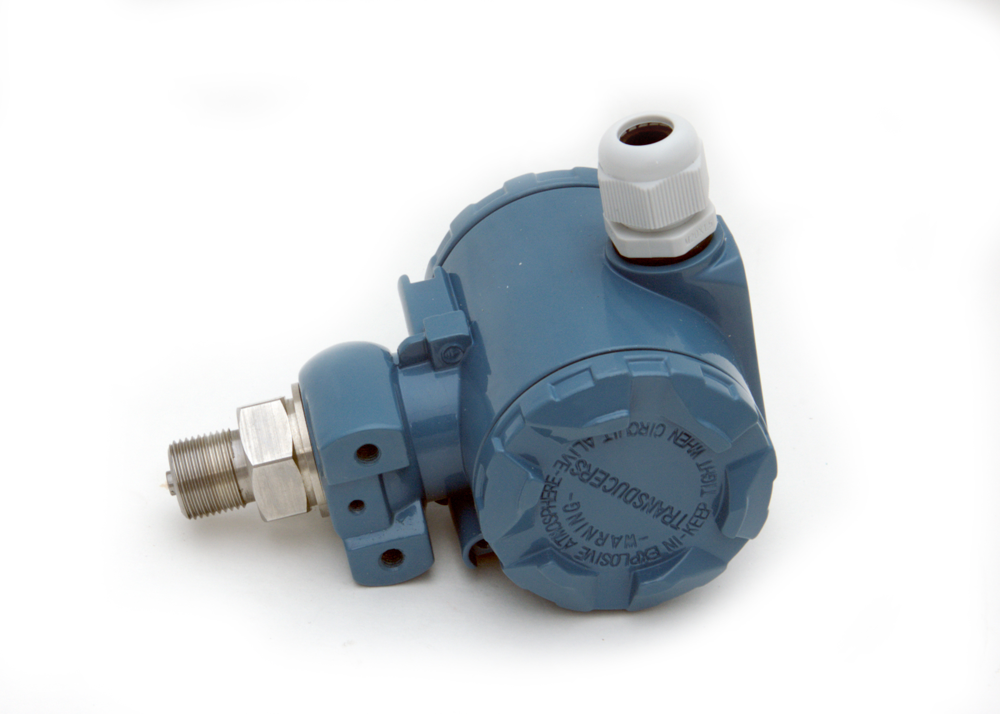 M20X1.5
-WARNING-
IN EXPLOSIVE ATMOSPHERE-
-KEEP TIGHT WHEN CIRCUIT ALIVE-
TRANSDUCERS